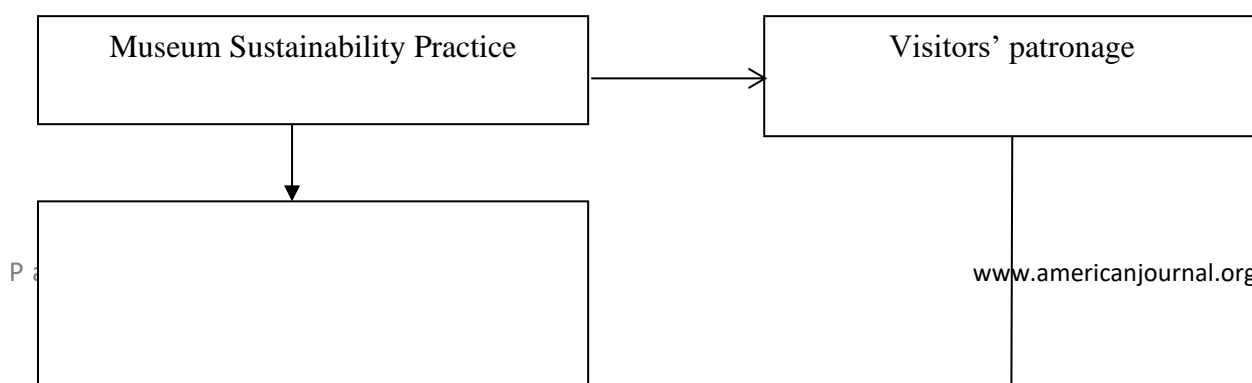 Museum Sustainability Practice
Visitors’ patronage
www.americanjournal.org